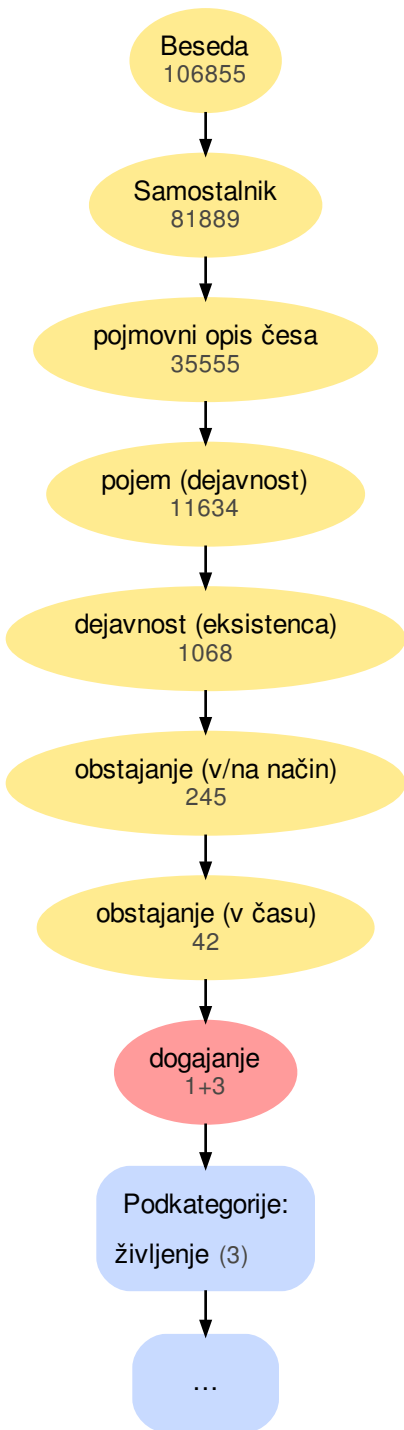 Beseda
106855
Samostalnik
81889
pojmovni opis česa
35555
pojem (dejavnost)
11634
dejavnost (eksistenca)
1068
obstajanje (v/na način)
245
obstajanje (v času)
42
dogajanje
1+3
Podkategorije:
življenje (3)
...